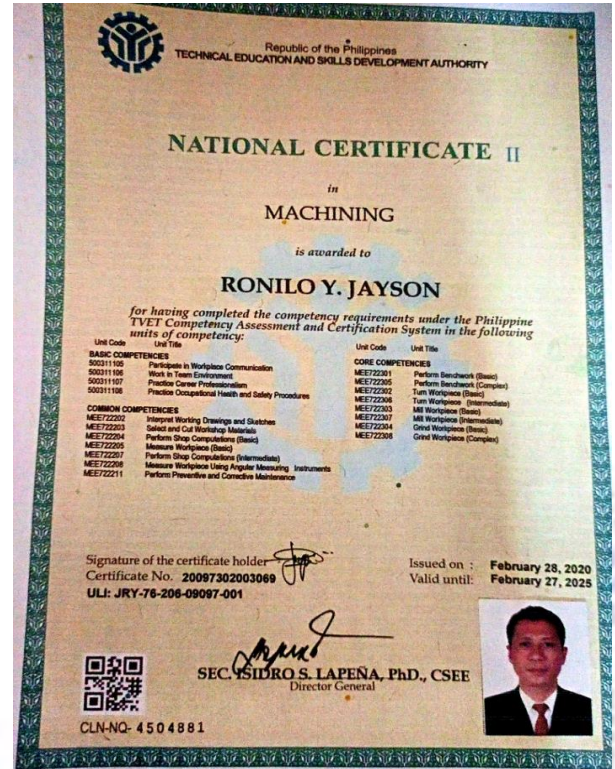 Republic of the Philippines
TECHNICAL EDUCATION AND SKILLS DEVELOPMENT AUTHORITY
NATIONAL CERTIFICATE II
in
MACHINING
is awarded to
RONILO Y. JAYSON
for having completed the competency requirements under the Philippine
TVET Competency Assessment and Certification System in the following
units of competency:
Unit Code Unit Title
BASIC COMPETENCIES
500311105 Participate in Workplace Communication
500311106 Work in Team Environment
500311107 Practice Career Professionalism
500311108 Practice Occupational Health and Safety Procedures
COMMON COMPETENCIES
MEE722202 Interpret Working Drawings and Sketches
MEE722203 Select and Cut Workshop Materials
MEE722204 Perform Shop Computations (Basic)
MEE722205 Measure Workpiece (Basic)
MEE722207 Perform Shop Computations (Intermediate)
MEE722208 Measure Workpiece Using Angular Measuring Instruments
MEE722211 Perform Preventive and Corrective Maintenance
Unit Code Unit Title
CORE COMPETENCIES
MEE722301 Perform Benchwork (Basic)
MEE722305 Perform Benchwork (Complex)
MEE722302 Turn Workpiece (Basic)
MEE722306 Turn Workpiece (Intermediate)
MEE722303 Mill Workpiece (Basic)
MEE722307 Mill Workpiece (Intermediate)
MEE722304 Grind Workpiece (Basic)
MEE722308 Grind Workpiece (Complex)
Signature of the certificate holder
Certificate No. 20097302003069
ULI: JRY-76-206-09097-001
Issued on : February 28, 2020
Valid until: February 27, 2025
SEC. ISIDRO S. LAPEÑA, PhD., CSEE
Director General
CLN-NQ- 4504881